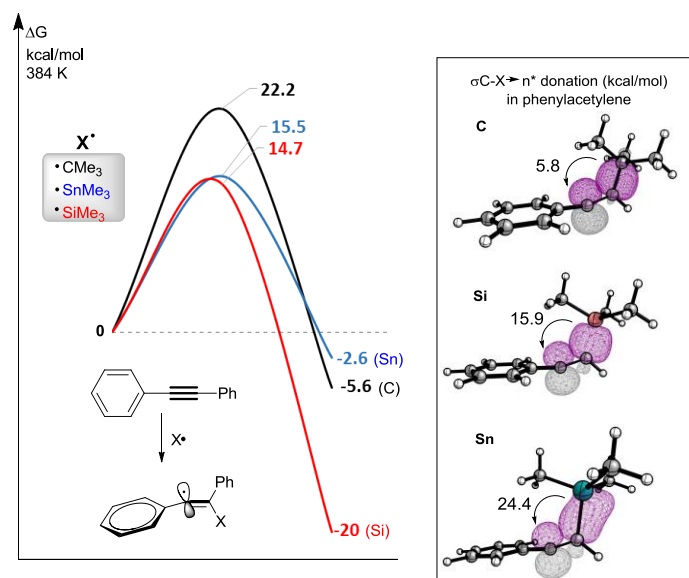 ΔG
kcal/mol
384 K
22.2
15.5
14.7
X•
• CMe3
• SnMe3
• SiMe3
0
-2.6 (Sn)
-5.6 (C)
Ph
X•
Ph
X
-20 (Si)
σC-X→ n* donation (kcal/mol)
in phenylacetylene
C
5.8
Si
15.9
Sn
24.4